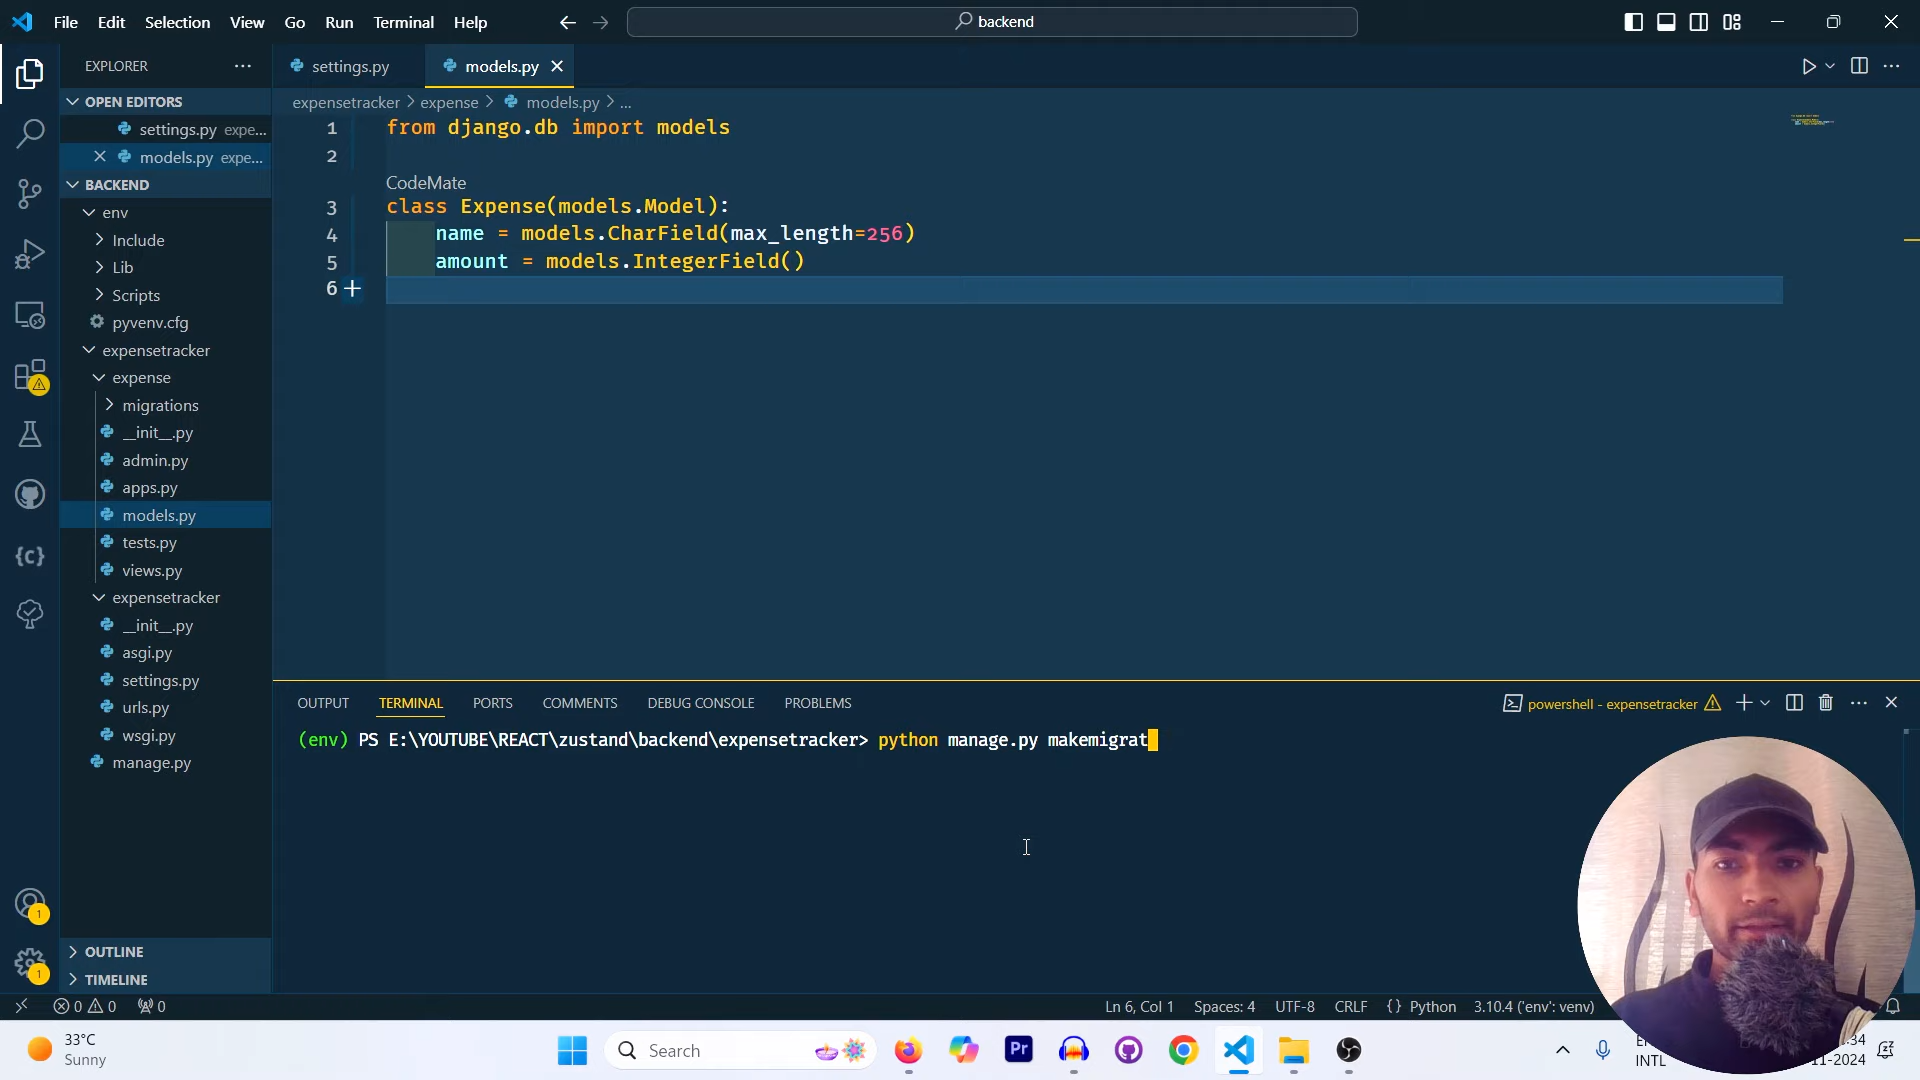 File Edit Selection View Go Run Terminal Help
backend
EXPLORER
settings.py
models.py
OPEN EDITORS
settings.py expe...
models.py expe...
BACKEND
env
Include
Lib
Scripts
pyvenv.cfg
expensetracker
expense
migrations
__init__.py
admin.py
apps.py
models.py
tests.py
views.py
expensetracker
__init__.py
asgi.py
settings.py
urls.py
wsgi.py
manage.py
OUTLINE
TIMELINE
expensetracker > expense > models.py > ...
1 from django.db import models
2
CodeMate
3 class Expense(models.Model):
4 name = models.CharField(max_length=256)
5 amount = models.IntegerField()
6
OUTPUT TERMINAL PORTS COMMENTS DEBUG CONSOLE PROBLEMS
powershell - expensetracker
(env) PS E:\YOUTUBE\REACT\zustand\backend\expensetracker> python manage.py makemigrat
1
1
0 0 0
Ln 6, Col 1 Spaces: 4 UTF-8 CRLF {} Python 3.10.4 ('env': venv)
33°C
Sunny
Search
Pr
INTL
:34
11-2024